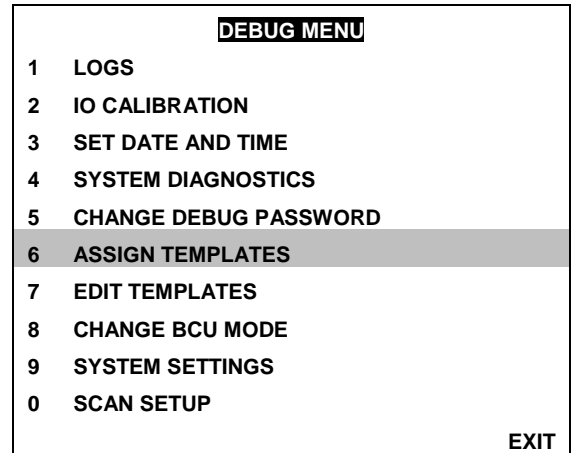 DEBUG MENU
1 LOGS
2 IO CALIBRATION
3 SET DATE AND TIME
4 SYSTEM DIAGNOSTICS
5 CHANGE DEBUG PASSWORD
6 ASSIGN TEMPLATES
7 EDIT TEMPLATES
8 CHANGE BCU MODE
9 SYSTEM SETTINGS
0 SCAN SETUP
EXIT